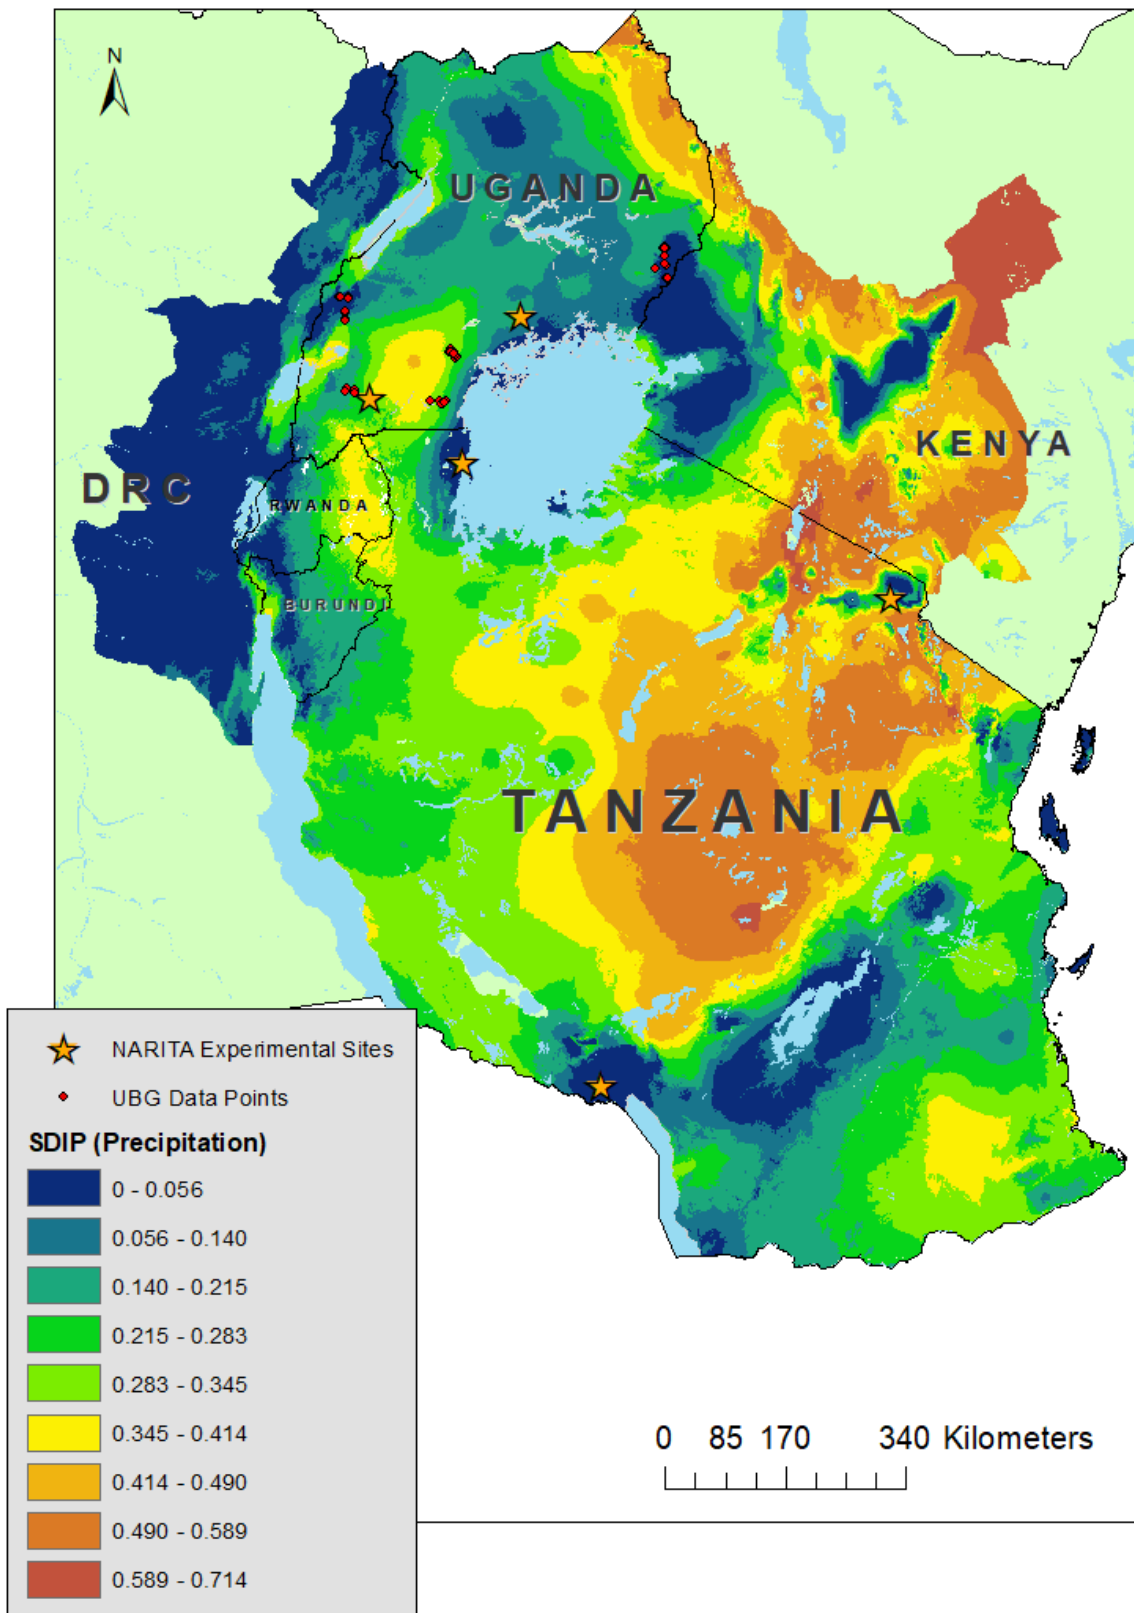 N
UGANDA
KENYA
DRC
RWANDA
BURUNDI
TANZANIA
NARITA Experimental Sites
UBG Data Points
SDIP (Precipitation)
0 - 0.056
0.056 - 0.140
0.140 - 0.215
0.215 - 0.283
0.283 - 0.345
0.345 - 0.414
0.414 - 0.490
0.490 - 0.589
0.589 - 0.714
0 85 170 340 Kilometers